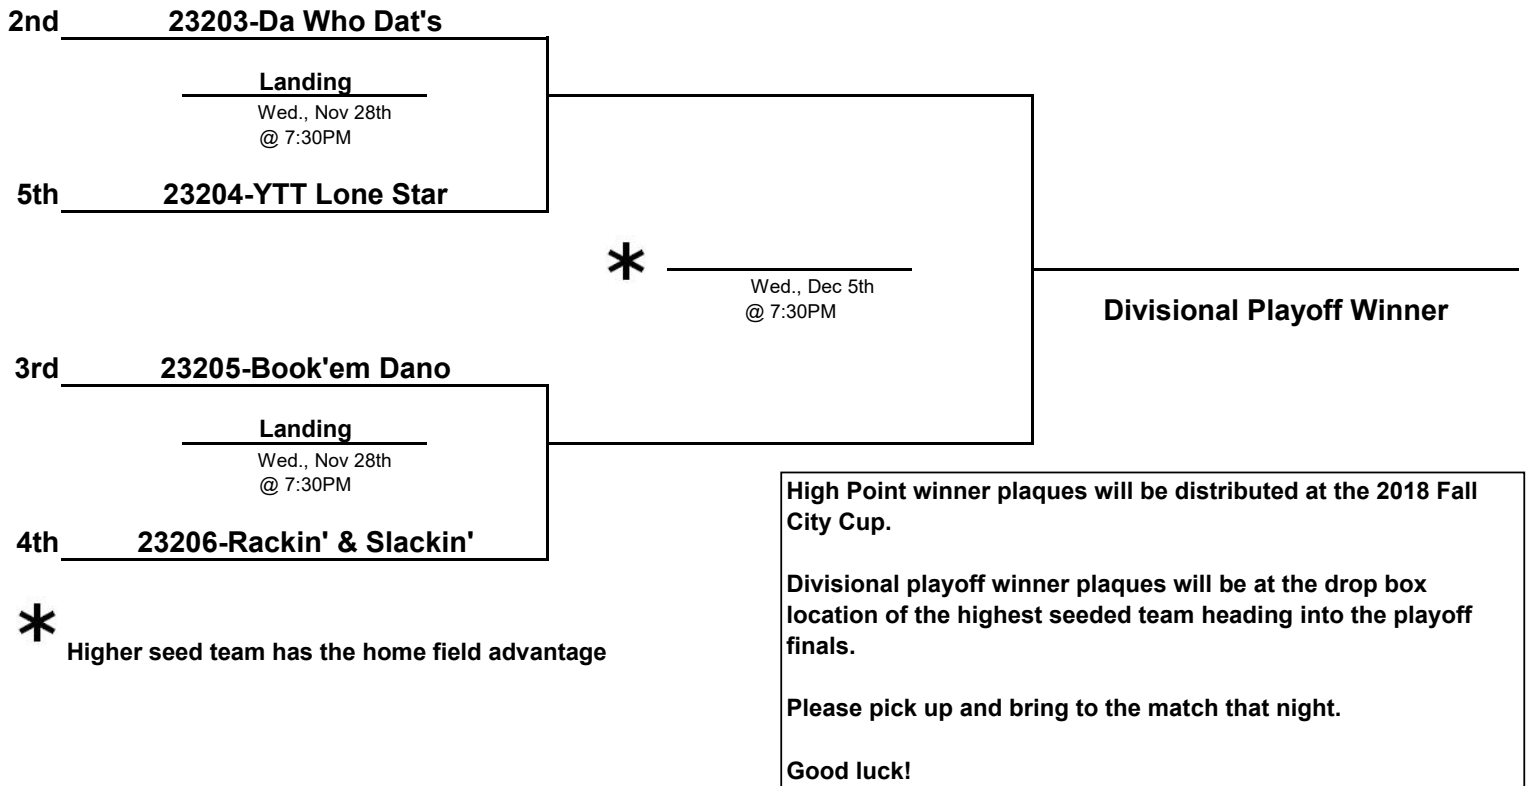 2nd 23203-Da Who Dat's
Landing
Wed., Nov 28th
@ 7:30PM
5th 23204-YTT Lone Star
* Wed., Dec 5th
@ 7:30PM
Divisional Playoff Winner
3rd 23205-Book'em Dano
Landing
Wed., Nov 28th
@ 7:30PM
4th 23206-Rackin' & Slackin'
* Higher seed team has the home field advantage
High Point winner plaques will be distributed at the 2018 Fall
City Cup.
Divisional playoff winner plaques will be at the drop box
location of the highest seeded team heading into the playoff
finals.
Please pick up and bring to the match that night.
Good luck!